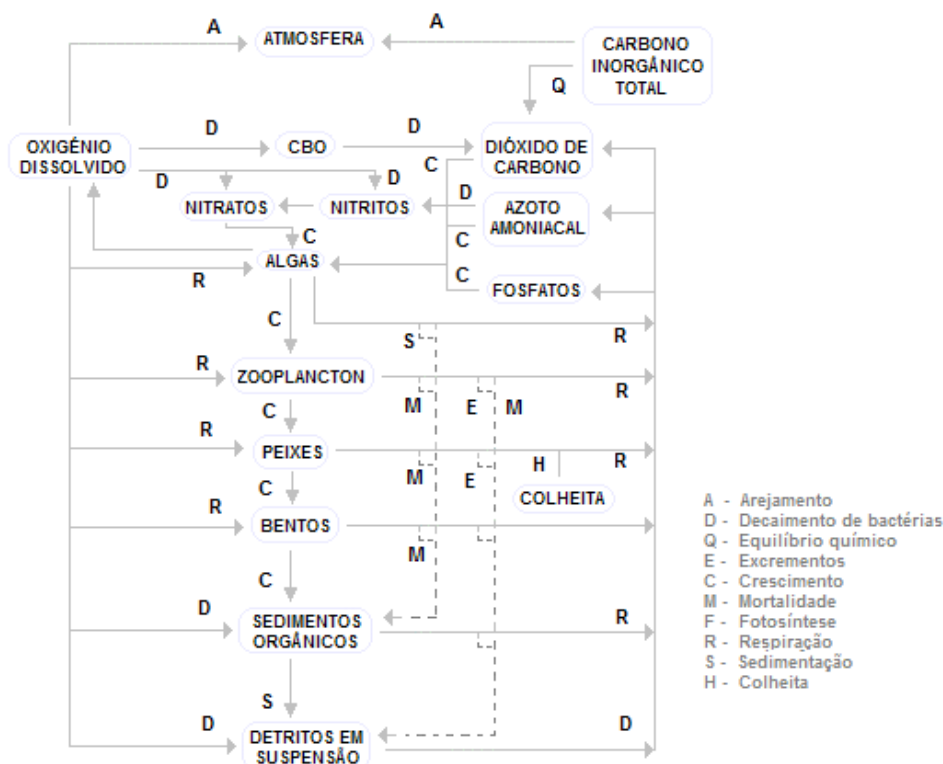 A
ATMOSFERA
A
CARBONO
INORGÂNICO
TOTAL
Q
OXIGÉNIO
DISSOLVIDO
D
CBO
D
DIÓXIDO DE
CARBONO
C
D
D
D
NITRATOS
NITRITOS
AZOTO
AMONIACAL
C
C
ALGAS
R
C
FOSFATOS
C
S
R
R
ZOOPLANCTON
M
E
M
R
C
R
PEIXES
M
E
H
R
COLHEITA
C
R
BENTOS
M
C
D
SEDIMENTOS
ORGÂNICOS
R
S
D
DETRITOS EM
SUSPENSÃO
D
A - Arejamento
D - Decaimento de bactérias
Q - Equilíbrio químico
E - Excrementos
C - Crescimento
M - Mortalidade
F - Fotosíntese
R - Respiração
S - Sedimentação
H - Colheita